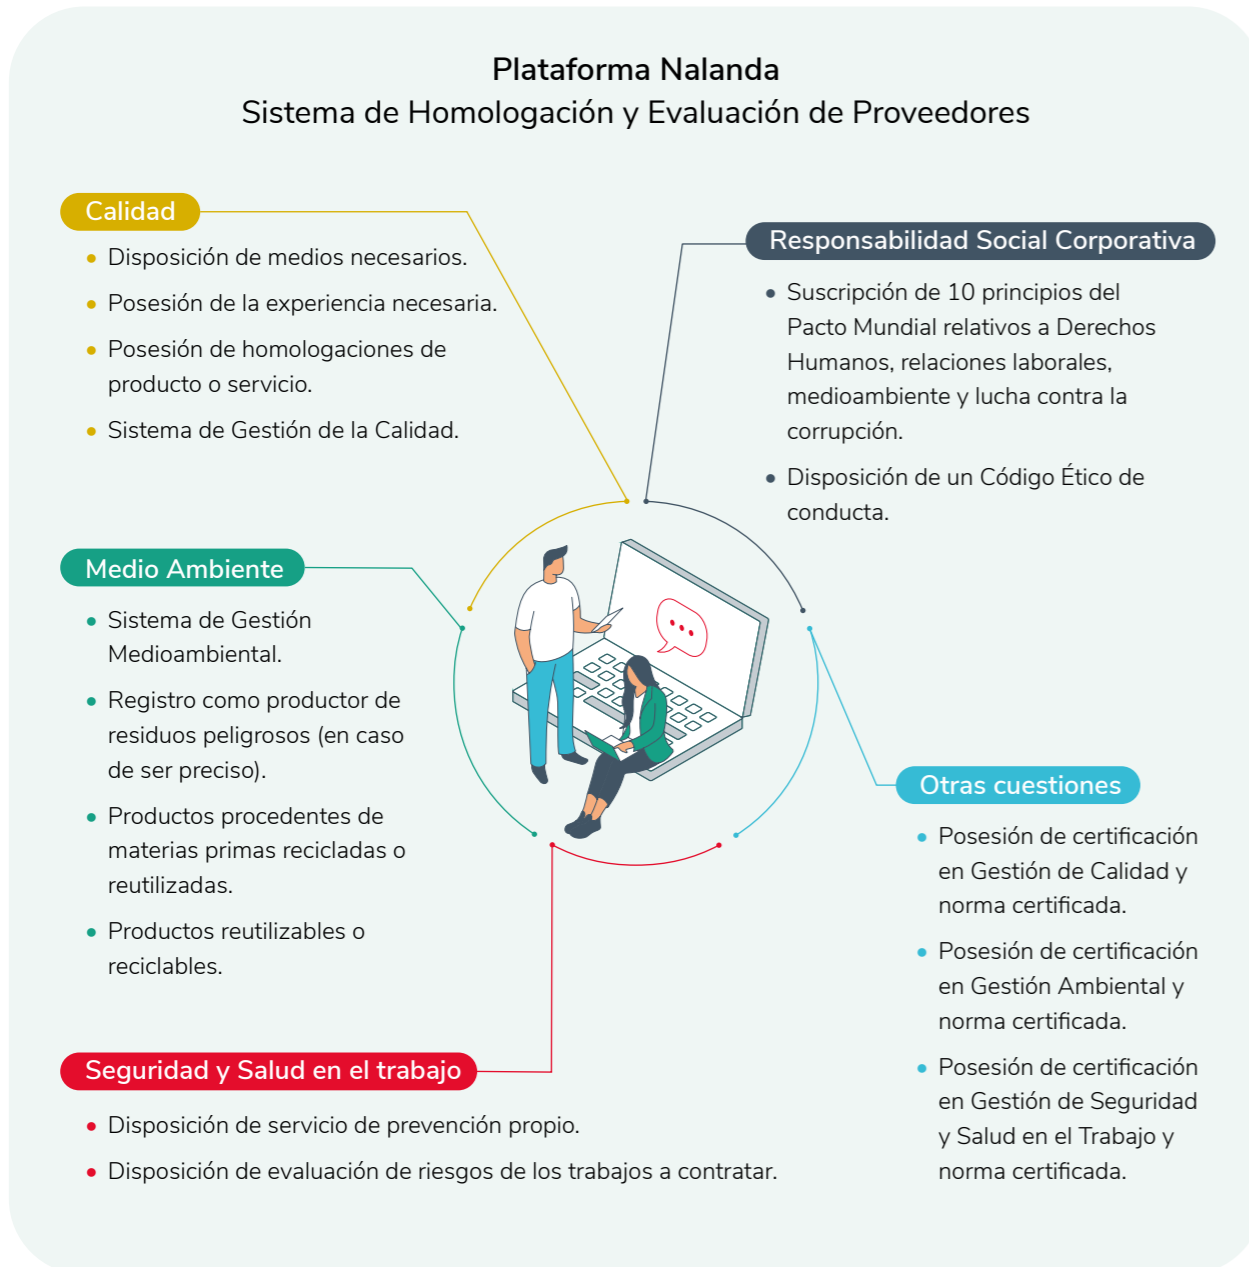 Plataforma Nalanda
Sistema de Homologación y Evaluación de Proveedores
Calidad
• Disposición de medios necesarios.
• Posesión de la experiencia necesaria.
• Posesión de homologaciones de
producto o servicio.
• Sistema de Gestión de la Calidad.
Responsabilidad Social Corporativa
• Suscripción de 10 principios del
Pacto Mundial relativos a Derechos
Humanos, relaciones laborales,
medioambiente y lucha contra la
corrupción.
• Disposición de un Código Ético de
conducta.
Medio Ambiente
• Sistema de Gestión
Medioambiental.
• Registro como productor de
residuos peligrosos (en caso
de ser preciso).
• Productos procedentes de
materias primas recicladas o
reutilizadas.
• Productos reutilizables o
reciclables.
Otras cuestiones
• Posesión de certificación
en Gestión de Calidad y
norma certificada.
• Posesión de certificación
en Gestión Ambiental y
norma certificada.
• Posesión de certificación
en Gestión de Seguridad
y Salud en el Trabajo y
norma certificada.
Seguridad y Salud en el trabajo
• Disposición de servicio de prevención propio.
• Disposición de evaluación de riesgos de los trabajos a contratar.